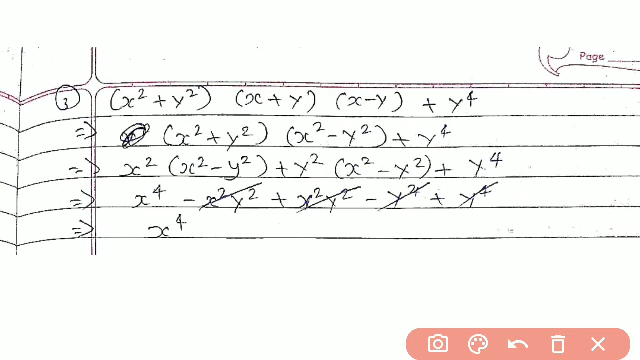 Page
③ (x² + y²) (x + y) (x - y) + y⁴
=> (x² + y²) (x² - y²) + y⁴
=> x² (x² - y²) + y² (x² - y²) + y⁴
=> x⁴ - x²y² + x²y² - y⁴ + y⁴
=> x⁴